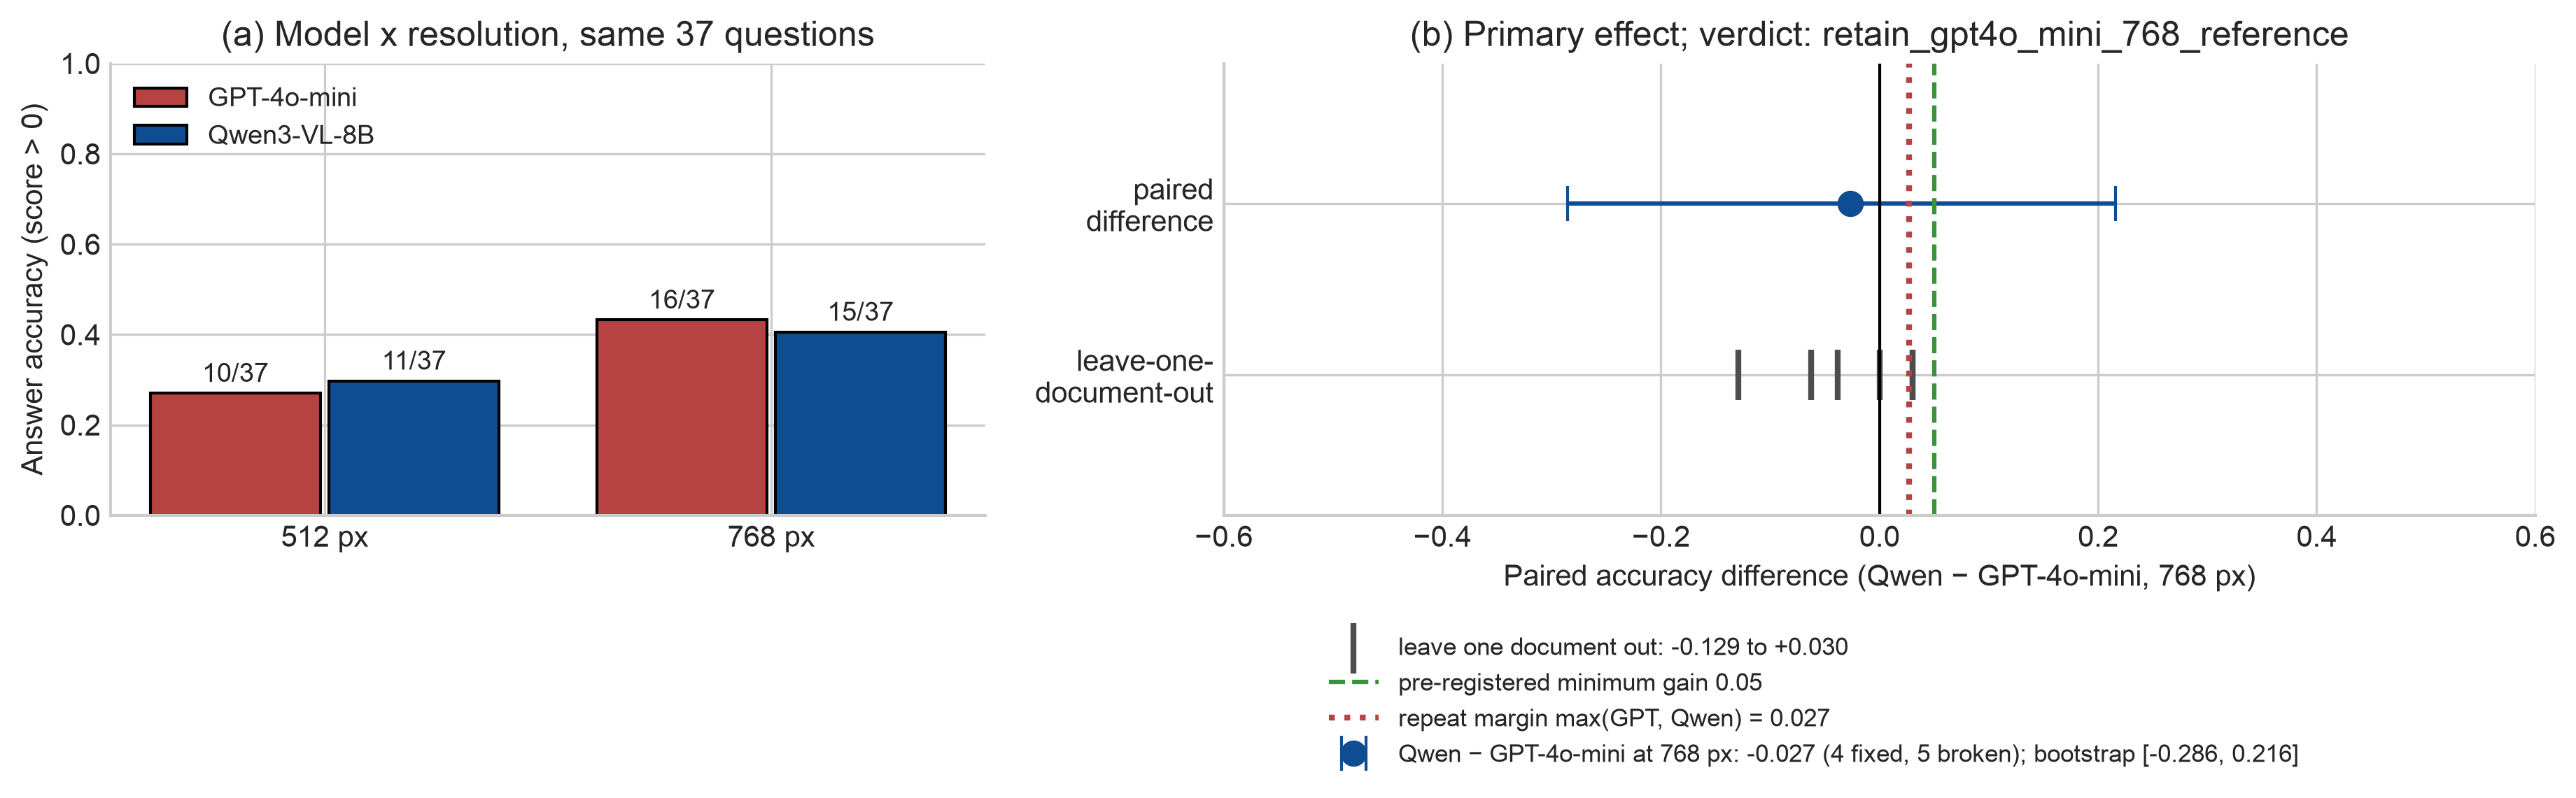 (a) Model x resolution, same 37 questions
Answer accuracy (score > 0)
1.0
0.8
0.6
0.4
0.2
0.0
GPT-4o-mini
Qwen3-VL-8B
10/37
11/37
16/37
15/37
512 px
768 px
(b) Primary effect; verdict: retain_gpt4o_mini_768_reference
paired
difference
leave-one-
document-out
−0.6
−0.4
−0.2
0.0
0.2
0.4
0.6
Paired accuracy difference (Qwen − GPT-4o-mini, 768 px)
leave one document out: -0.129 to +0.030
pre-registered minimum gain 0.05
repeat margin max(GPT, Qwen) = 0.027
Qwen − GPT-4o-mini at 768 px: -0.027 (4 fixed, 5 broken); bootstrap [-0.286, 0.216]